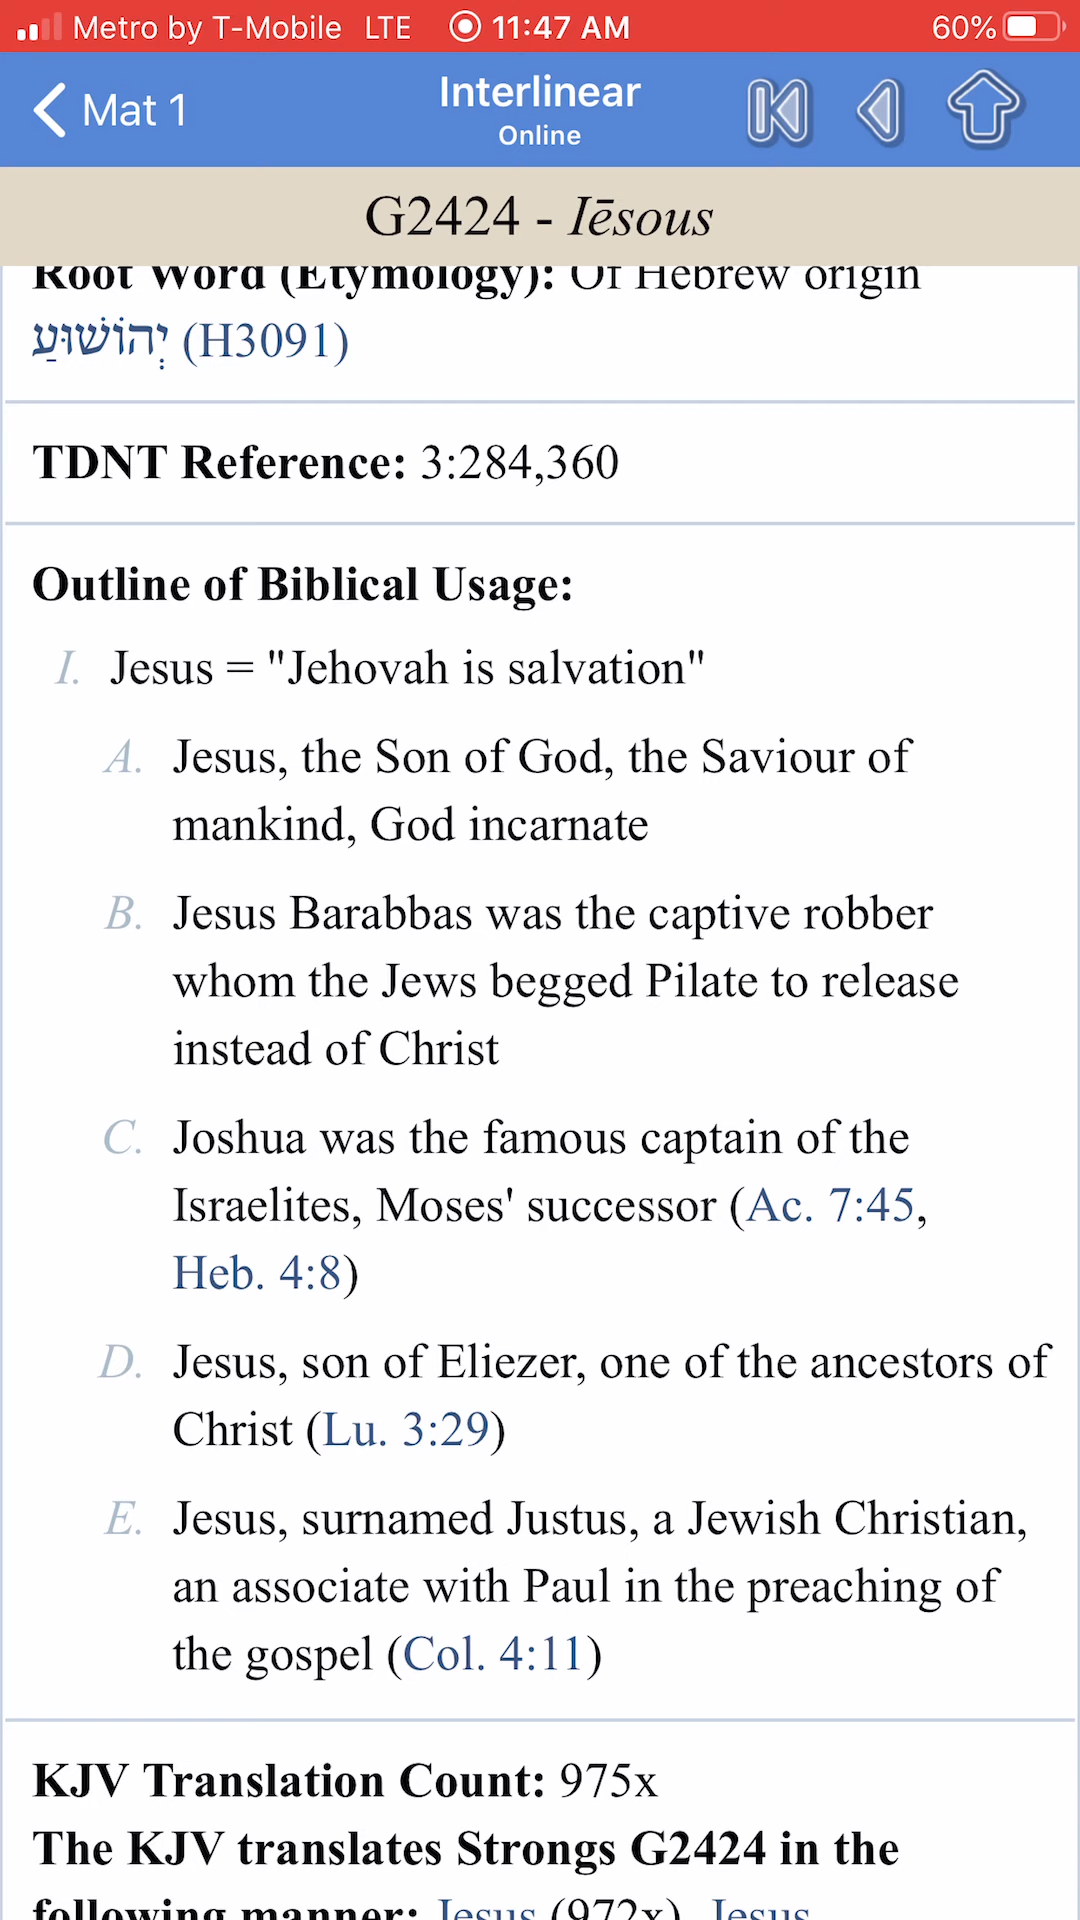 Metro by T-Mobile LTE 11:47 AM 60%
Mat 1 Interlinear
Online
G2424 - Iēsous
Root Word (Etymology): Of Hebrew origin
יְהוֹשׁוּעַ (H3091)
TDNT Reference: 3:284,360
Outline of Biblical Usage:
I. Jesus = "Jehovah is salvation"
A. Jesus, the Son of God, the Saviour of
mankind, God incarnate
B. Jesus Barabbas was the captive robber
whom the Jews begged Pilate to release
instead of Christ
C. Joshua was the famous captain of the
Israelites, Moses' successor (Ac. 7:45,
Heb. 4:8)
D. Jesus, son of Eliezer, one of the ancestors of
Christ (Lu. 3:29)
E. Jesus, surnamed Justus, a Jewish Christian,
an associate with Paul in the preaching of
the gospel (Col. 4:11)
KJV Translation Count: 975x
The KJV translates Strongs G2424 in the
following manner: Jesus (972x), Jesus